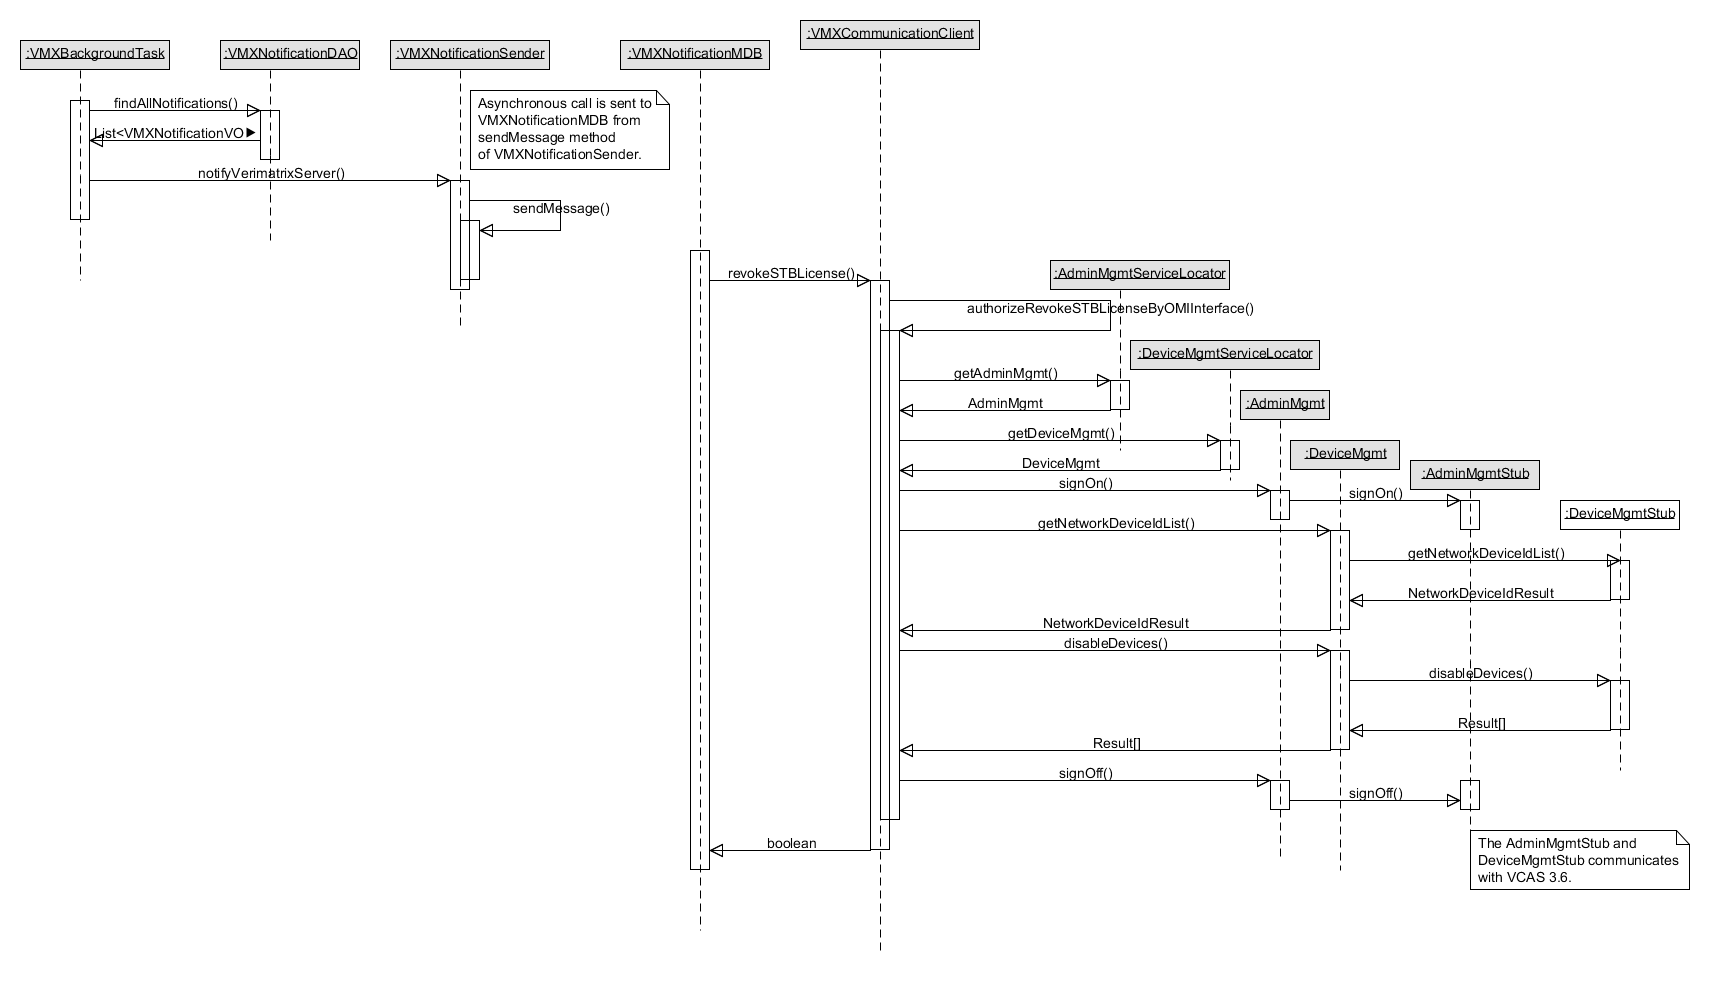 :VMXCommunicationClient
:VMXBackgroundTask
:VMXNotificationDAO
:VMXNotificationSender
:VMXNotificationMDB
findAllNotifications()
Asynchronous call is sent to
VMXNotificationMDB from
sendMessage method
of VMXNotificationSender.
List<VMXNotificationVO
notifyVerimatrixServer()
sendMessage()
revokeSTBLicense()
:AdminMgmtServiceLocator
authorizeRevokeSTBLicenseByOMIInterface()
:DeviceMgmtServiceLocator
getAdminMgmt()
AdminMgmt
:AdminMgmt
getDeviceMgmt()
DeviceMgmt
:DeviceMgmt
:AdminMgmtStub
signOn()
signOn()
:DeviceMgmtStub
getNetworkDeviceIdList()
getNetworkDeviceIdList()
NetworkDeviceIdResult
NetworkDeviceIdResult
disableDevices()
disableDevices()
Result[]
Result[]
signOff()
signOff()
boolean
The AdminMgmtStub and
DeviceMgmtStub communicates
with VCAS 3.6.